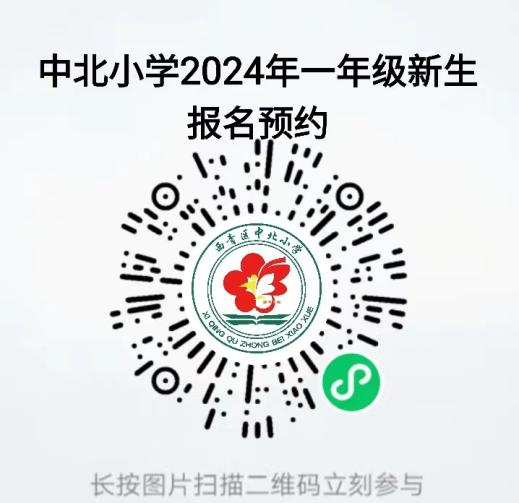 中北小学2024年一年级新生
报名预约
西青区中北小学
XI QING QU ZHONG BEI XIAO XUE
长按图片扫描二维码立刻参与